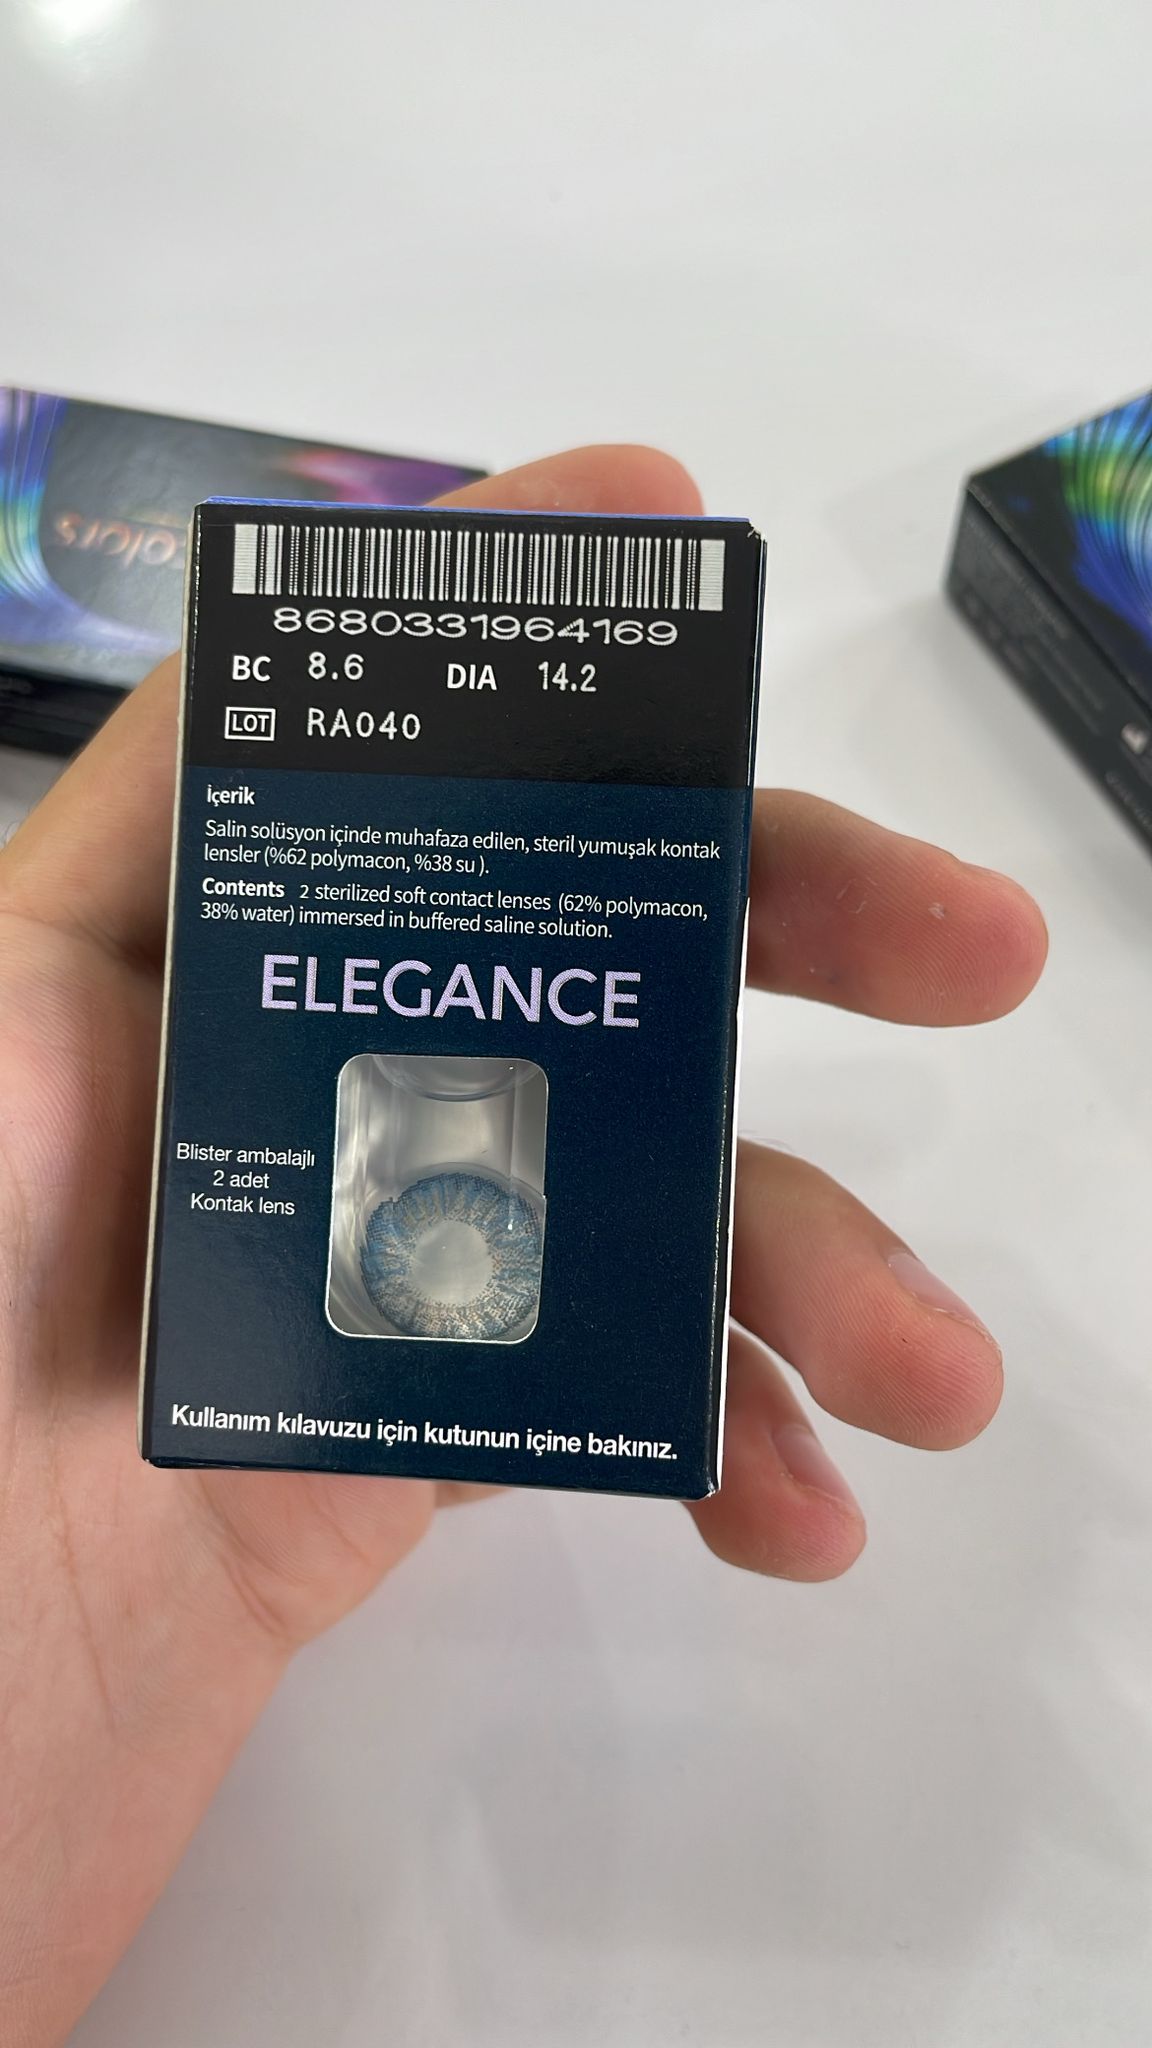 8680331964169
BC 8.6 DIA 14.2
LOT RA040
İçerik
Salin solüsyon içinde muhafaza edilen, steril yumuşak kontak
lensler (%62 polymacon, %38 su ).
Contents 2 sterilized soft contact lenses (62% polymacon,
38% water) immersed in buffered saline solution.
ELEGANCE
Blister ambalajlı
2 adet
Kontak lens
Kullanım kılavuzu için kutunun içine bakınız.